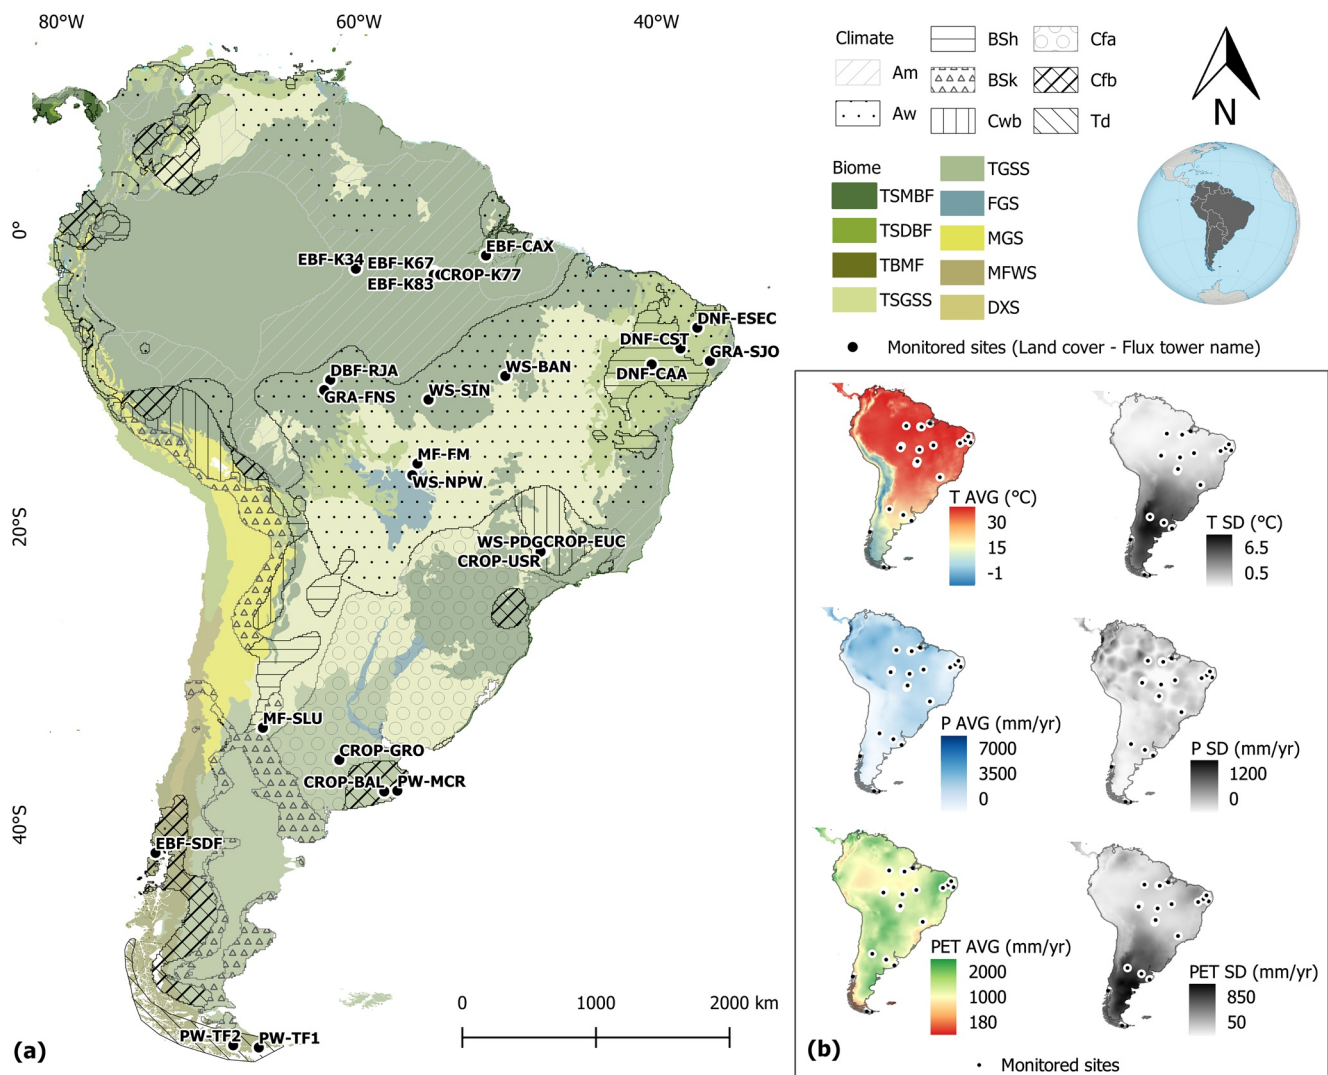 80°W 60°W 40°W
0°
20°S
40°S
EBF-CAX
EBF-K34 EBF-K67
CROP-K77
EBF-K83
DNF-ESEC
DNF-CST
GRA-SJO
DNF-CAA
DBF-RJA
WS-BAN
GRA-FNS
WS-SIN
MF-FM
WS-NPW
WS-PDG CROP-EUC
CROP-USR
MF-SLU
CROP-GRO
CROP-BAL PW-MCR
EBF-SDF
PW-TF2 PW-TF1
0 1000 2000 km
(a)
Climate
Am
Aw
BSh
BSk
Cwb
Cfa
Cfb
Td
N
Biome
TSMBF
TSDBF
TBMF
TSGSS
TGSS
FGS
MGS
MFWS
DXS
Monitored sites (Land cover - Flux tower name)
T AVG (°C)
30
15
-1
T SD (°C)
6.5
0.5
P AVG (mm/yr)
7000
3500
0
P SD (mm/yr)
1200
0
PET AVG (mm/yr)
2000
1000
180
PET SD (mm/yr)
850
50
(b)
Monitored sites